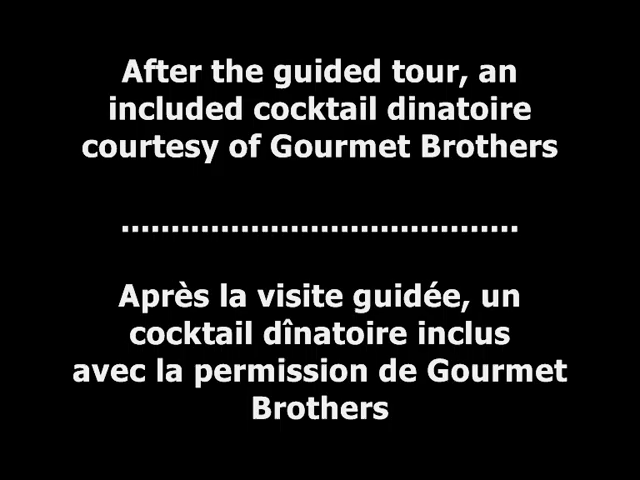 After the guided tour, an
included cocktail dinatoire
courtesy of Gourmet Brothers
........................................
Après la visite guidée, un
cocktail dînatoire inclus
avec la permission de Gourmet
Brothers